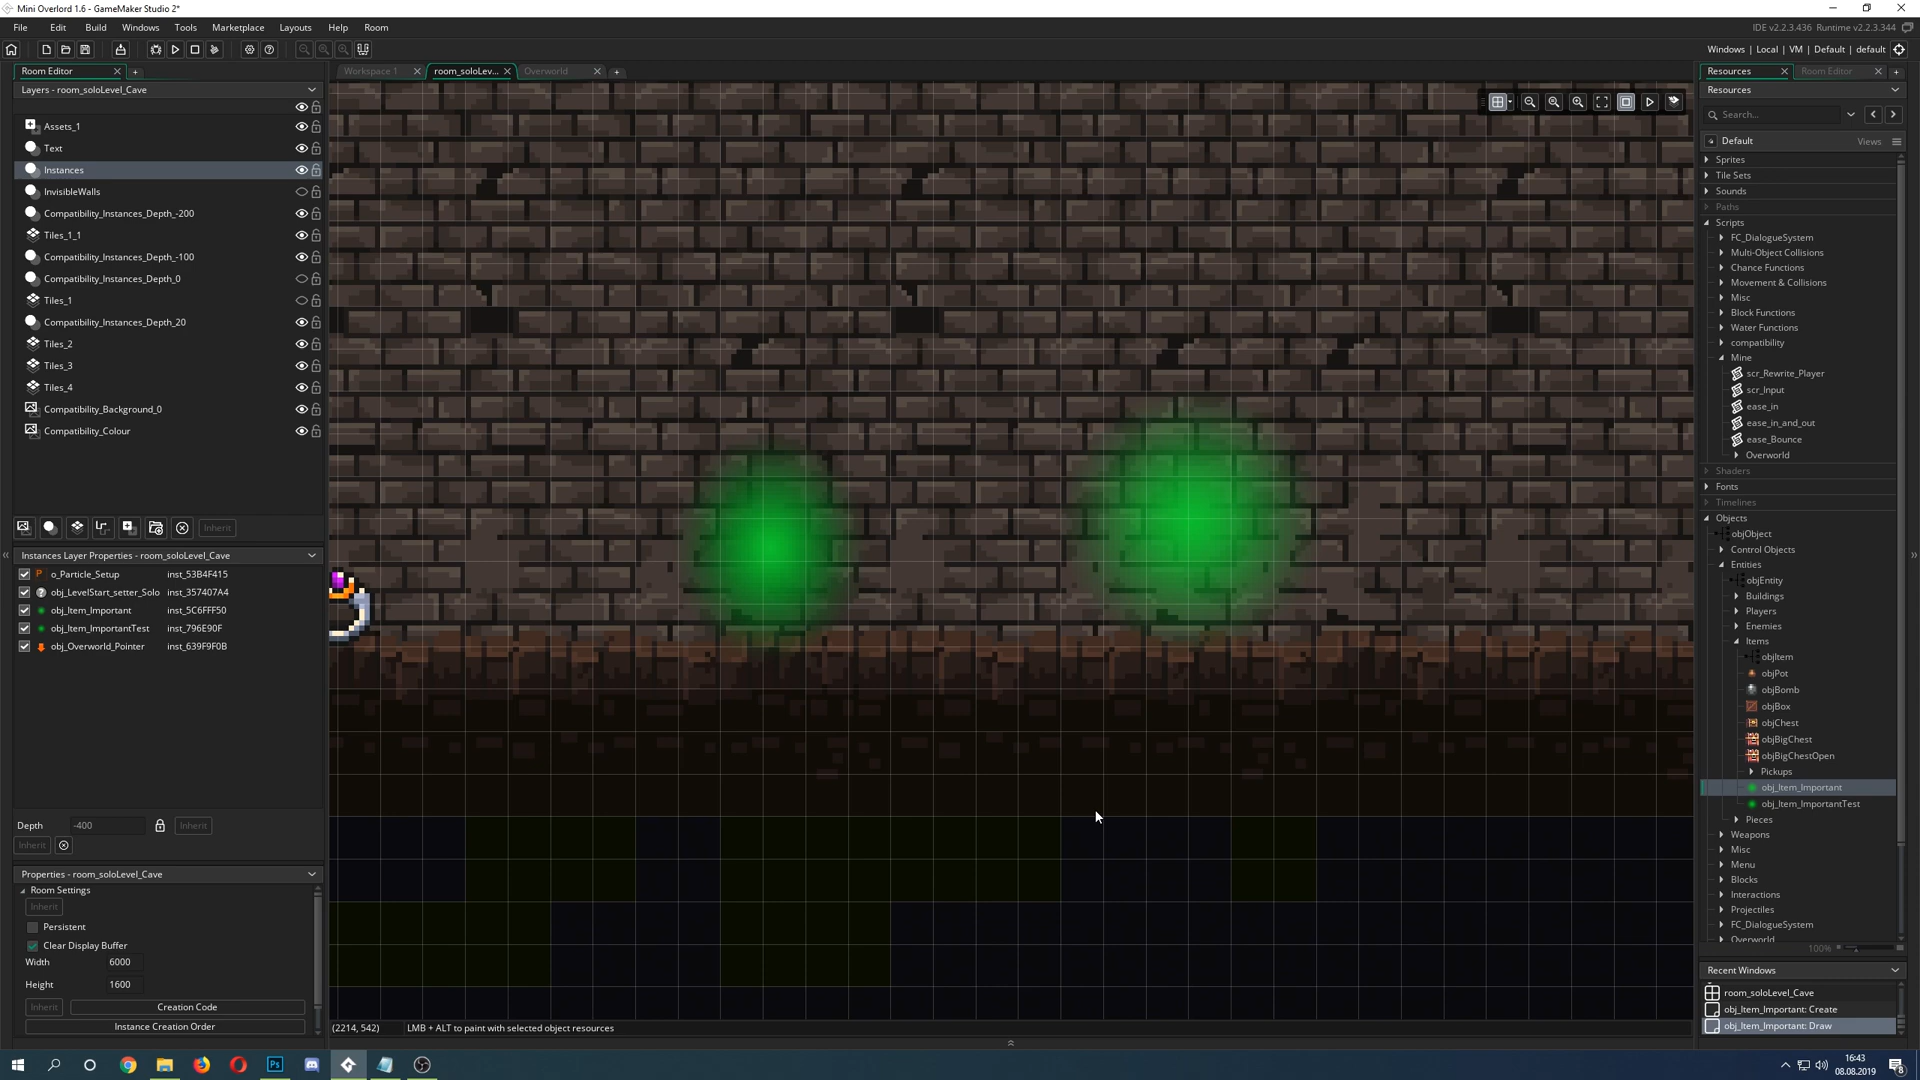 Mini Overlord 1.6 - GameMaker Studio 2*
File Edit Build Windows Tools Marketplace Layouts Help Room
IDE v2.2.3.436 Runtime v2.2.3.344
Windows | Local | VM | Default | default
Room Editor
Layers - room_soloLevel_Cave
Assets_1
Text
Instances
InvisibleWalls
Compatibility_Instances_Depth_-200
Tiles_1_1
Compatibility_Instances_Depth_-100
Compatibility_Instances_Depth_0
Tiles_1
Compatibility_Instances_Depth_20
Tiles_2
Tiles_3
Tiles_4
Compatibility_Background_0
Compatibility_Colour
Inherit
Instances Layer Properties - room_soloLevel_Cave
o_Particle_Setup inst_53B4F415
obj_LevelStart_setter_Solo inst_357407A4
obj_Item_Important inst_5C6FFF50
obj_Item_ImportantTest inst_796E90F
obj_Overworld_Pointer inst_639F9F0B
Depth -400 Inherit
Inherit
Properties - room_soloLevel_Cave
Room Settings
Inherit
Persistent
Clear Display Buffer
Width 6000
Height 1600
Inherit Creation Code
Instance Creation Order
Workspace 1 room_soloLev... Overworld
(2214, 542) LMB + ALT to paint with selected object resources
Resources Room Editor
Resources
Search...
Default Views
Sprites
Tile Sets
Sounds
Paths
Scripts
FC_DialogueSystem
Multi-Object Collisions
Chance Functions
Movement & Collisions
Misc
Block Functions
Water Functions
compatibility
Mine
scr_Rewrite_Player
scr_Input
ease_in
ease_in_and_out
ease_Bounce
Overworld
Shaders
Fonts
Timelines
Objects
objObject
Control Objects
Entities
objEntity
Buildings
Players
Enemies
Items
objItem
objPot
objBomb
objBox
objChest
objBigChest
objBigChestOpen
Pickups
obj_Item_Important
obj_Item_ImportantTest
Pieces
Weapons
Misc
Menu
Blocks
Interactions
Projectiles
FC_DialogueSystem
Overworld
100%
Recent Windows
room_soloLevel_Cave
obj_Item_Important: Create
obj_Item_Important: Draw
16:43
08.08.2019